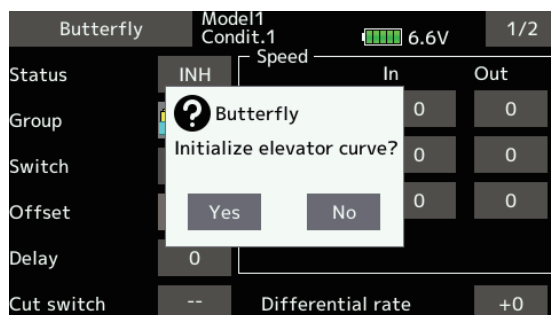 Butterfly
Model1
Condit.1
6.6V
1/2
Speed
Status
INH
In
Out
?
Butterfly
Group
0
0
Initialize elevator curve?
Switch
0
0
Offset
Yes
No
0
0
Delay
0
Cut switch
--
Differential rate
+0